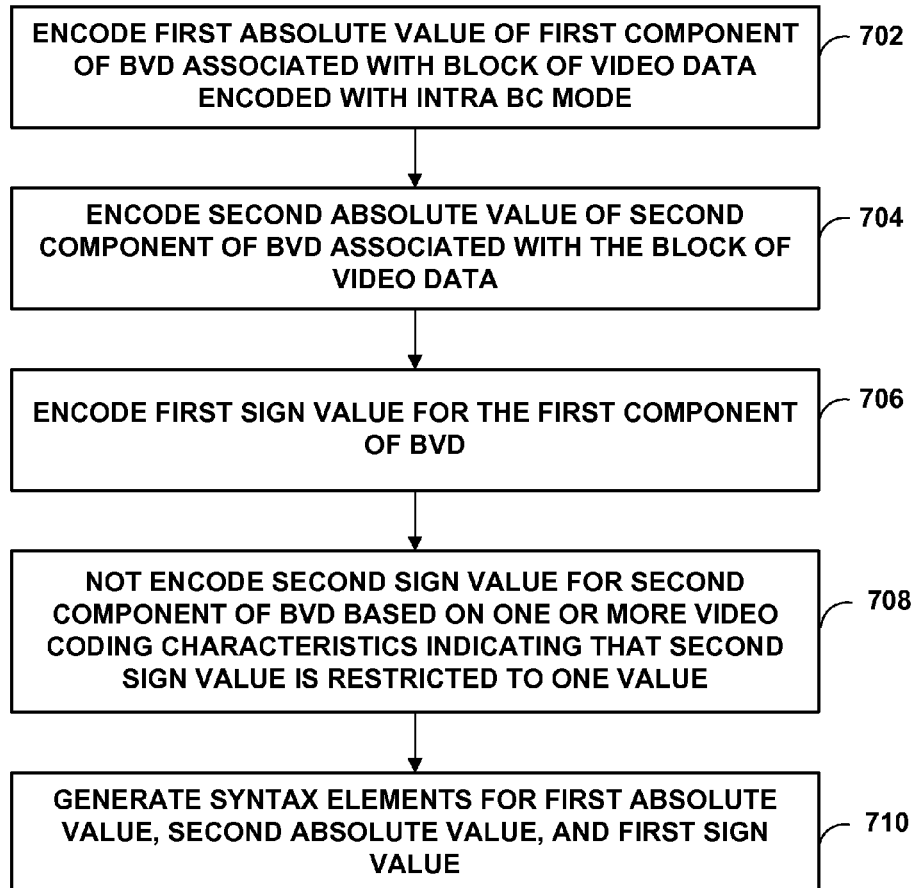 ENCODE FIRST ABSOLUTE VALUE OF FIRST COMPONENT
OF BVD ASSOCIATED WITH BLOCK OF VIDEO DATA
ENCODED WITH INTRA BC MODE
702
ENCODE SECOND ABSOLUTE VALUE OF SECOND
COMPONENT OF BVD ASSOCIATED WITH THE BLOCK OF
VIDEO DATA
704
ENCODE FIRST SIGN VALUE FOR THE FIRST COMPONENT
OF BVD
706
NOT ENCODE SECOND SIGN VALUE FOR SECOND
COMPONENT OF BVD BASED ON ONE OR MORE VIDEO
CODING CHARACTERISTICS INDICATING THAT SECOND
SIGN VALUE IS RESTRICTED TO ONE VALUE
708
GENERATE SYNTAX ELEMENTS FOR FIRST ABSOLUTE
VALUE, SECOND ABSOLUTE VALUE, AND FIRST SIGN
VALUE
710